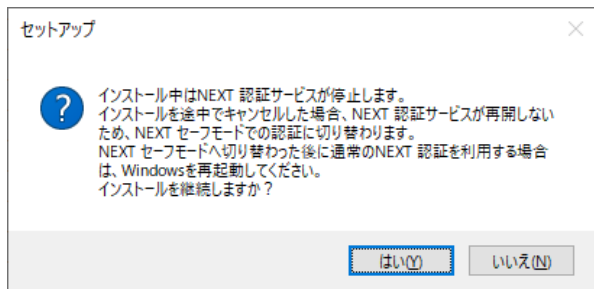 セットアップ
インストール中はNEXT 認証サービスが停止します。
インストールを途中でキャンセルした場合、NEXT 認証サービスが再開しない
ため、NEXT セーフモードでの認証に切り替わります。
NEXT セーフモードへ切り替わった後に通常のNEXT 認証を利用する場合
は、Windowsを再起動してください。
インストールを継続しますか？
はい(Y)
いいえ(N)